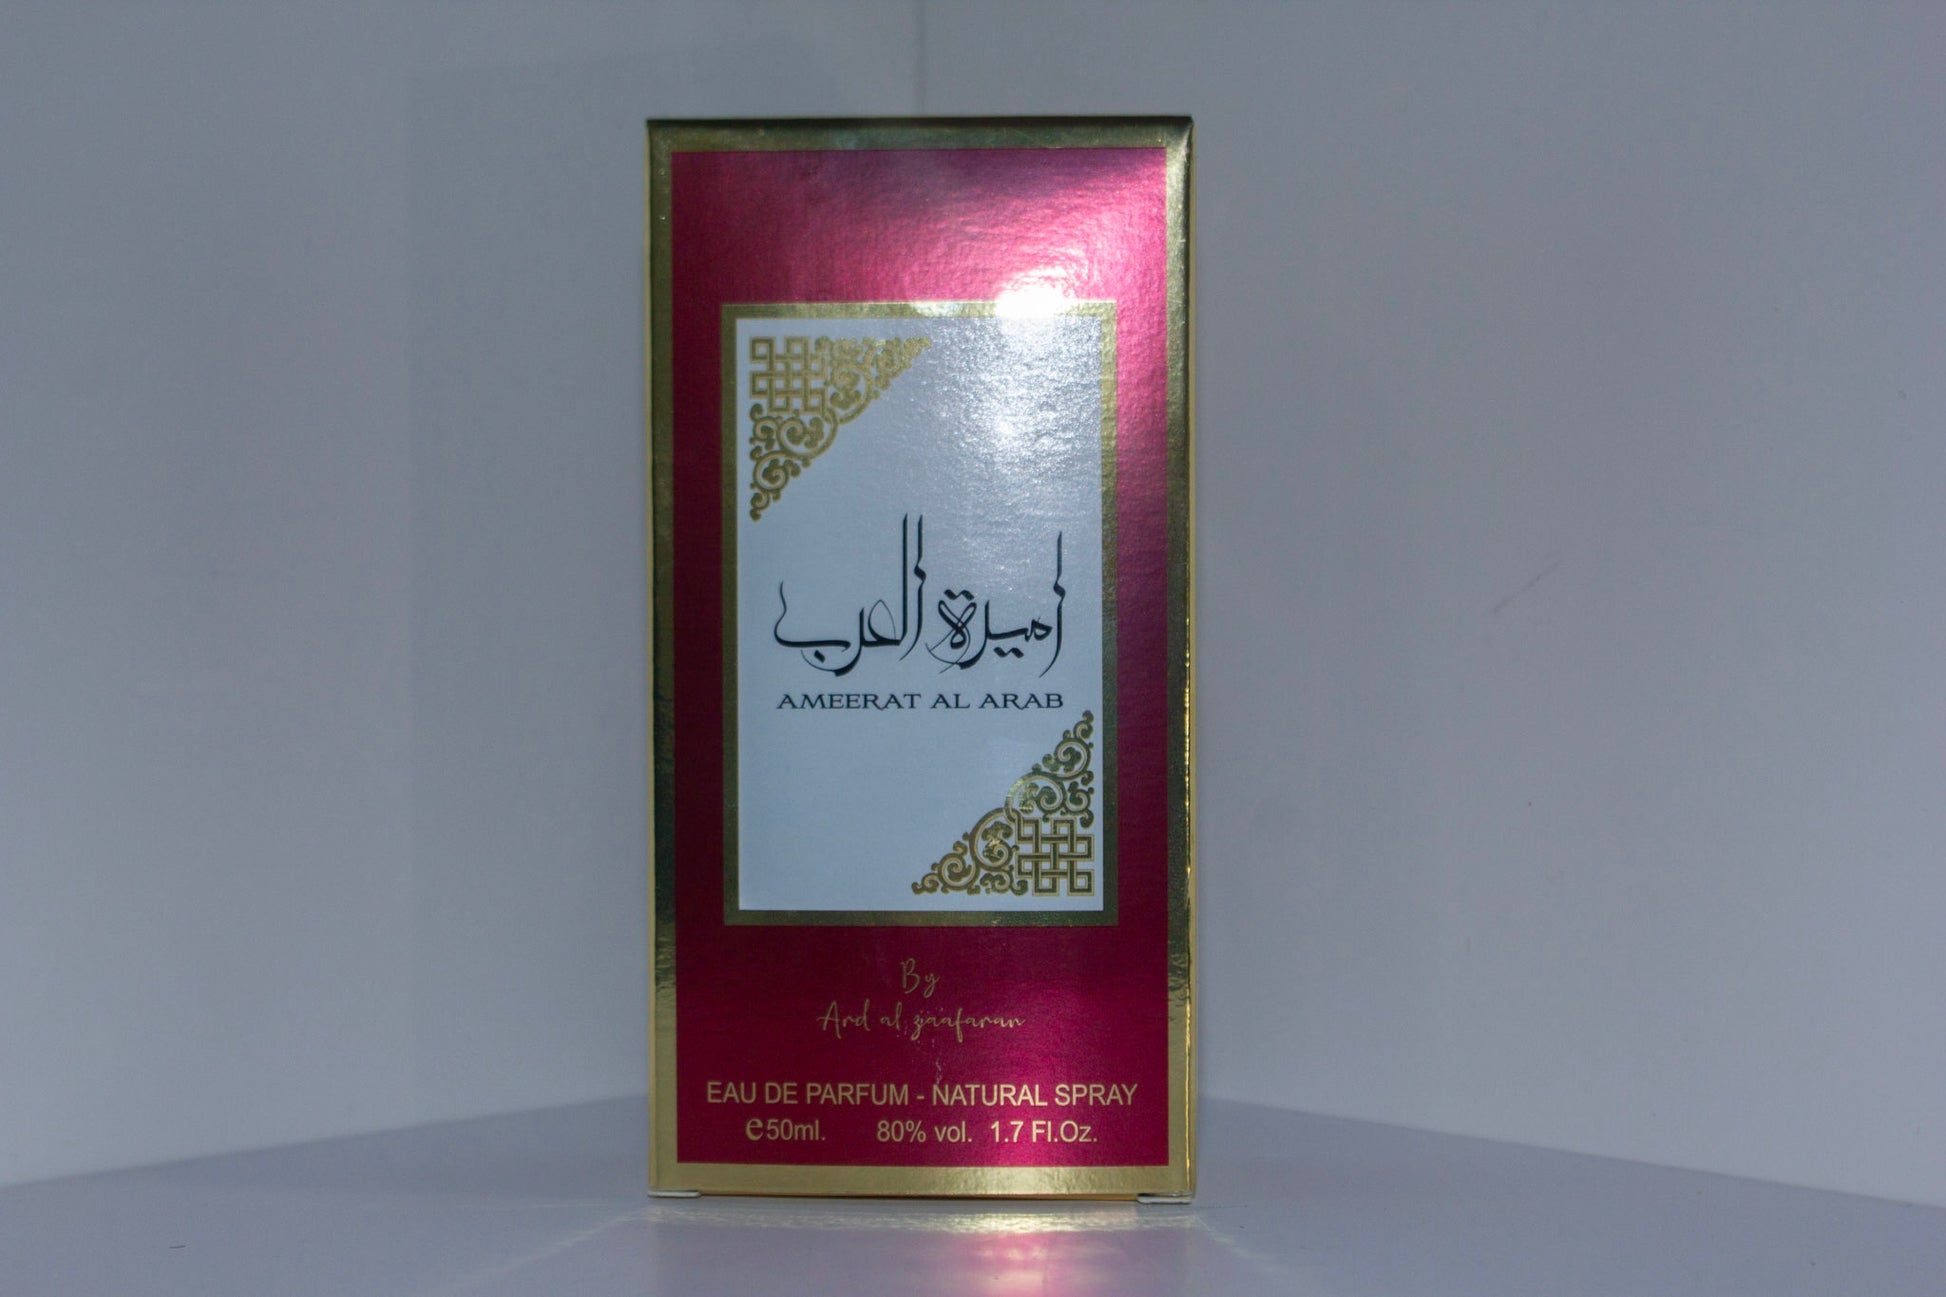 اميرة العرب
AMEERAT AL ARAB
By
Ard al zaafaran
EAU DE PARFUM - NATURAL SPRAY
℮50ml. 80% vol. 1.7 Fl.Oz.